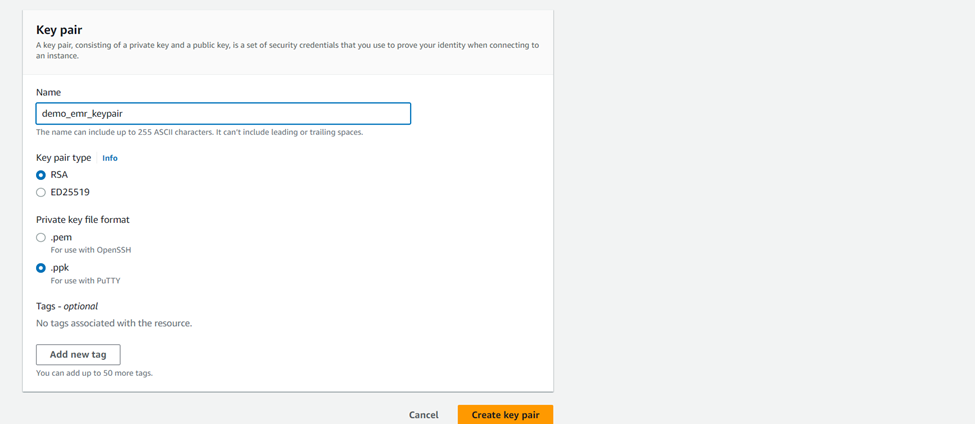 Key pair
A key pair, consisting of a private key and a public key, is a set of security credentials that you use to prove your identity when connecting to
an instance.
Name
demo_emr_keypair
The name can include up to 255 ASCII characters. It can't include leading or trailing spaces.
Key pair type Info
RSA
ED25519
Private key file format
.pem
For use with OpenSSH
.ppk
For use with PuTTY
Tags - optional
No tags associated with the resource.
Add new tag
You can add up to 50 more tags.
Cancel Create key pair